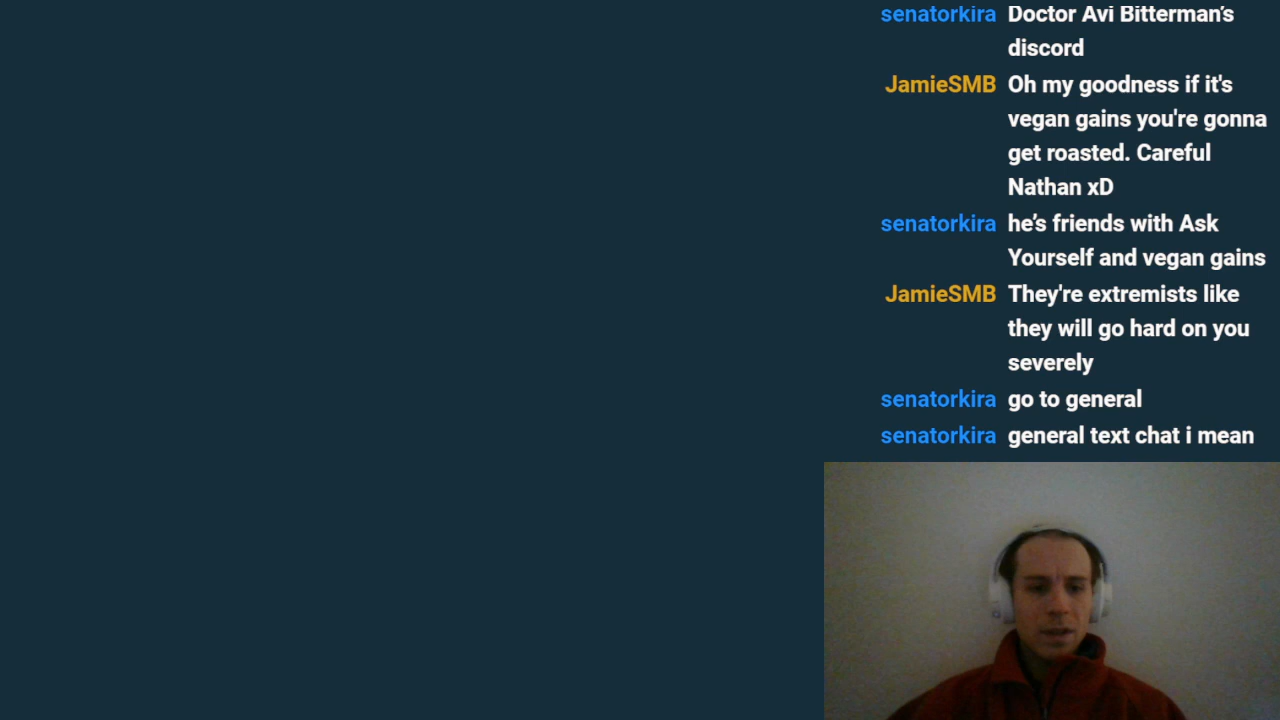 senatorkira Doctor Avi Bitterman's
discord
JamieSMB Oh my goodness if it's
vegan gains you're gonna
get roasted. Careful
Nathan xD
senatorkira he's friends with Ask
Yourself and vegan gains
JamieSMB They're extremists like
they will go hard on you
severely
senatorkira go to general
senatorkira general text chat i mean